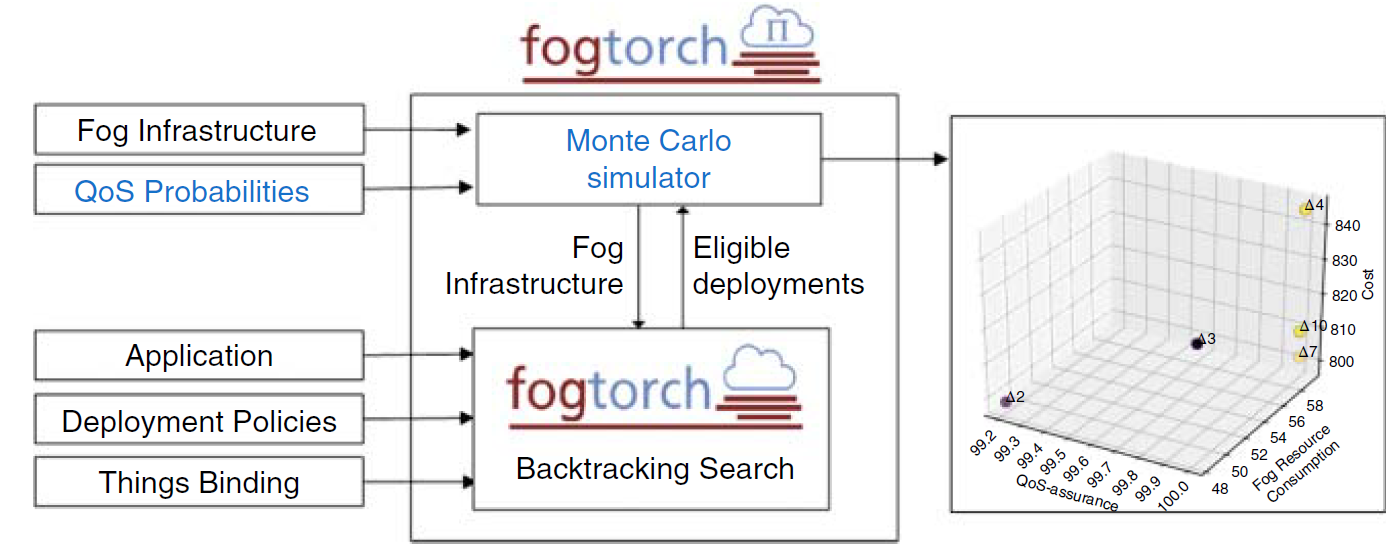 fogtorch Π
Fog Infrastructure
QoS Probabilities
Monte Carlo
simulator
Fog
Infrastructure
Eligible
deployments
Application
Deployment Policies
Things Binding
fogtorch
Backtracking Search
Δ4
Δ10
Δ7
Δ3
Δ2
840
830
820
810
800
Cost
58
56
54
52
50
48
Fog Resource
Consumption
99.2
99.3
99.4
99.5
99.6
99.7
99.8
99.9
100.0
QoS-assurance